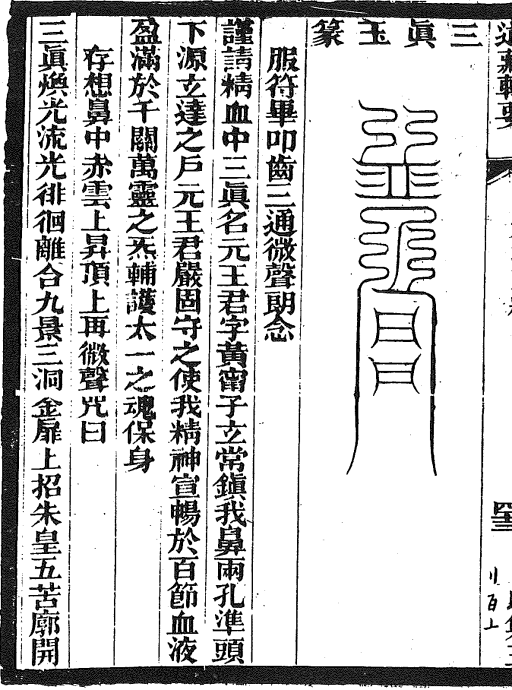 三眞玉篆
服符畢叩齒三通微聲朗念
謹請精血中三眞名元王君字黃甯子立常鎭我鼻兩孔準頭
下源立達之戶元王君嚴固守之使我精神宣暢於百節血液
盈滿於千關萬靈之炁輔護太一之魂保身
存想鼻中赤雲上昇頂上再微聲咒曰
三眞煥光流光徘徊離合九景三洞金扉上招朱皇五苦廓開